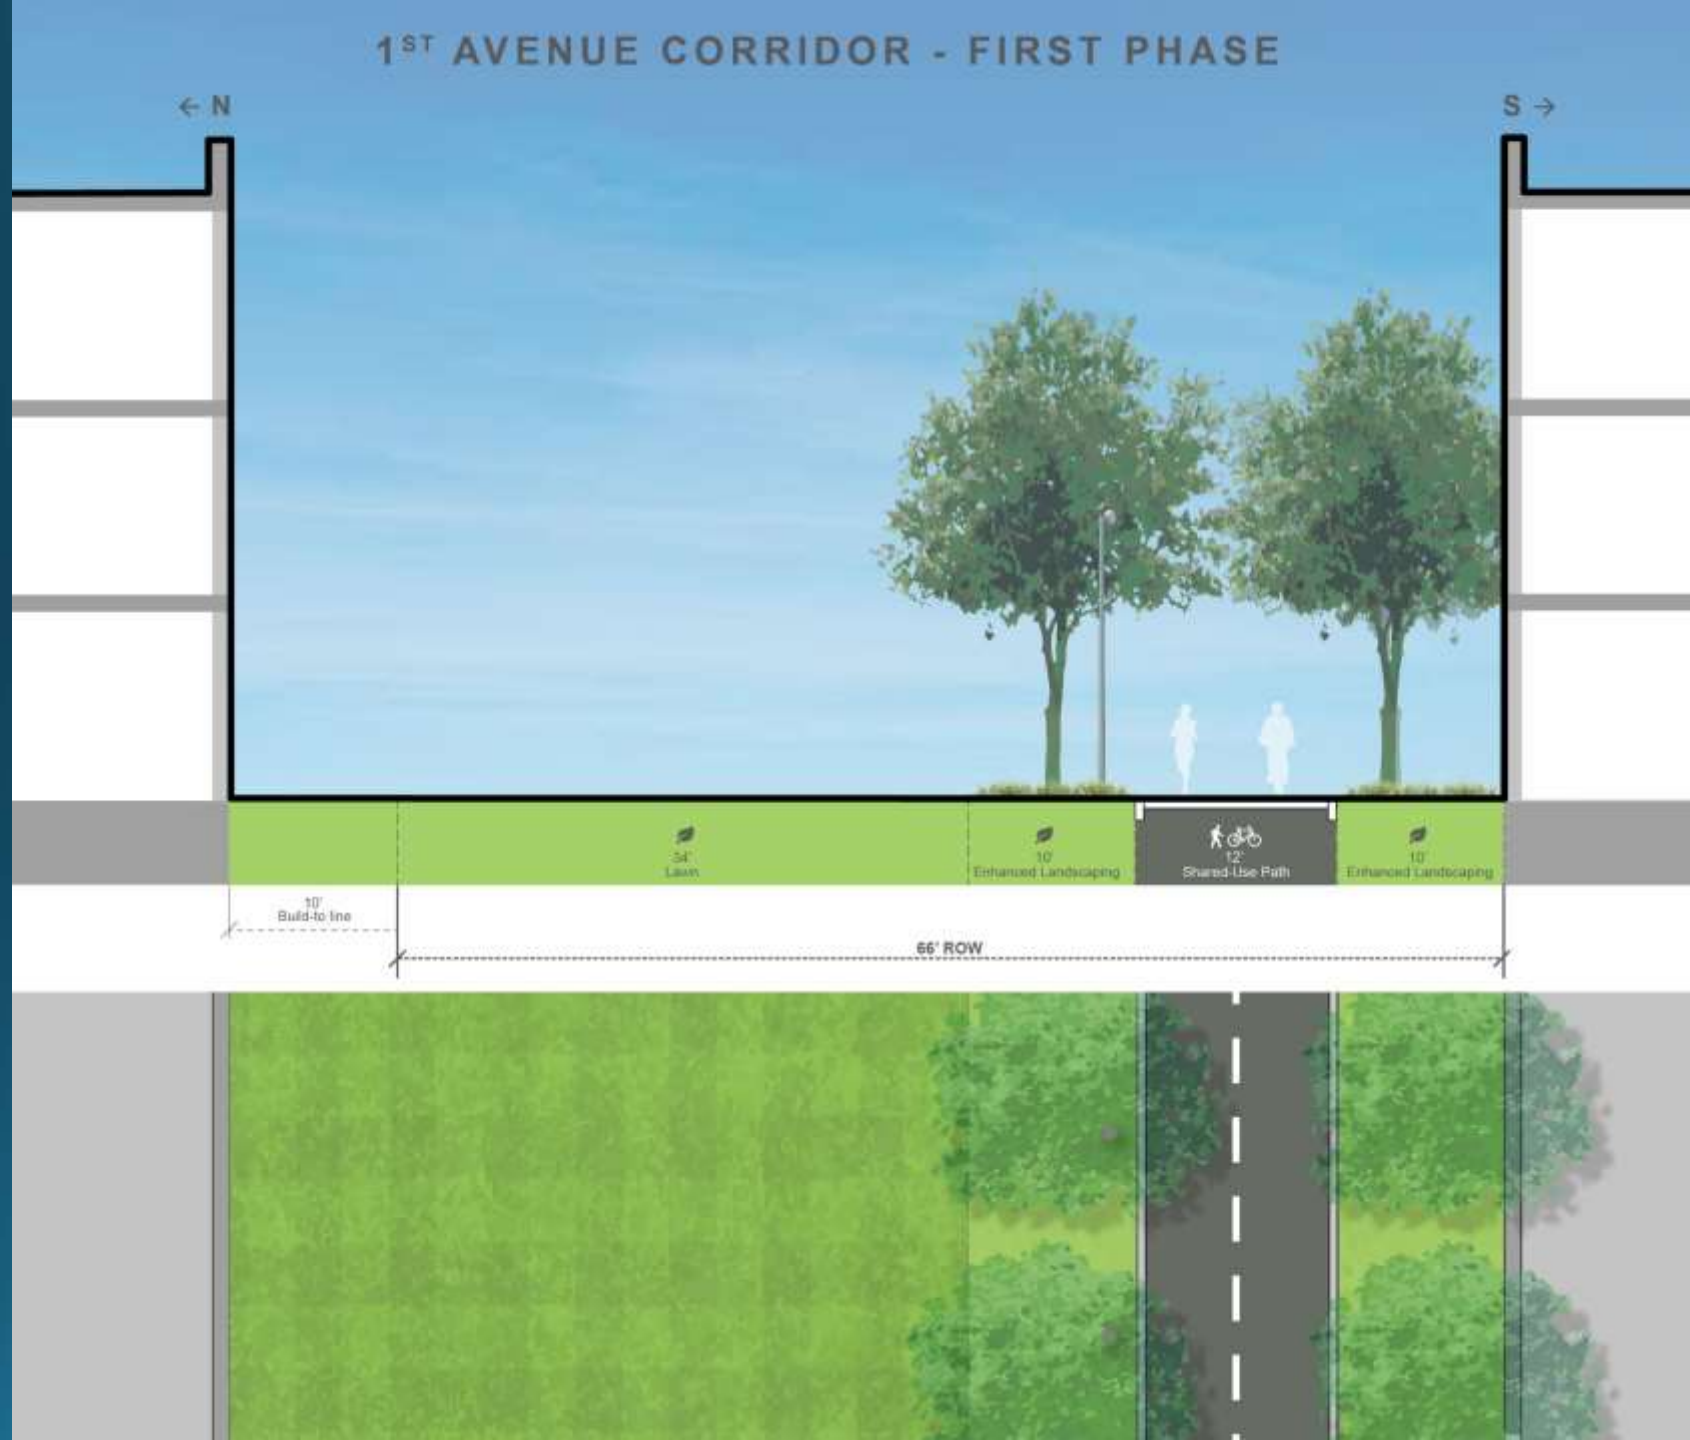 1ST AVENUE CORRIDOR - FIRST PHASE
← N
S →
34'
Lawn
10'
Enhanced Landscaping
12'
Shared-Use Path
10'
Enhanced Landscaping
10'
Build-to line
66' ROW